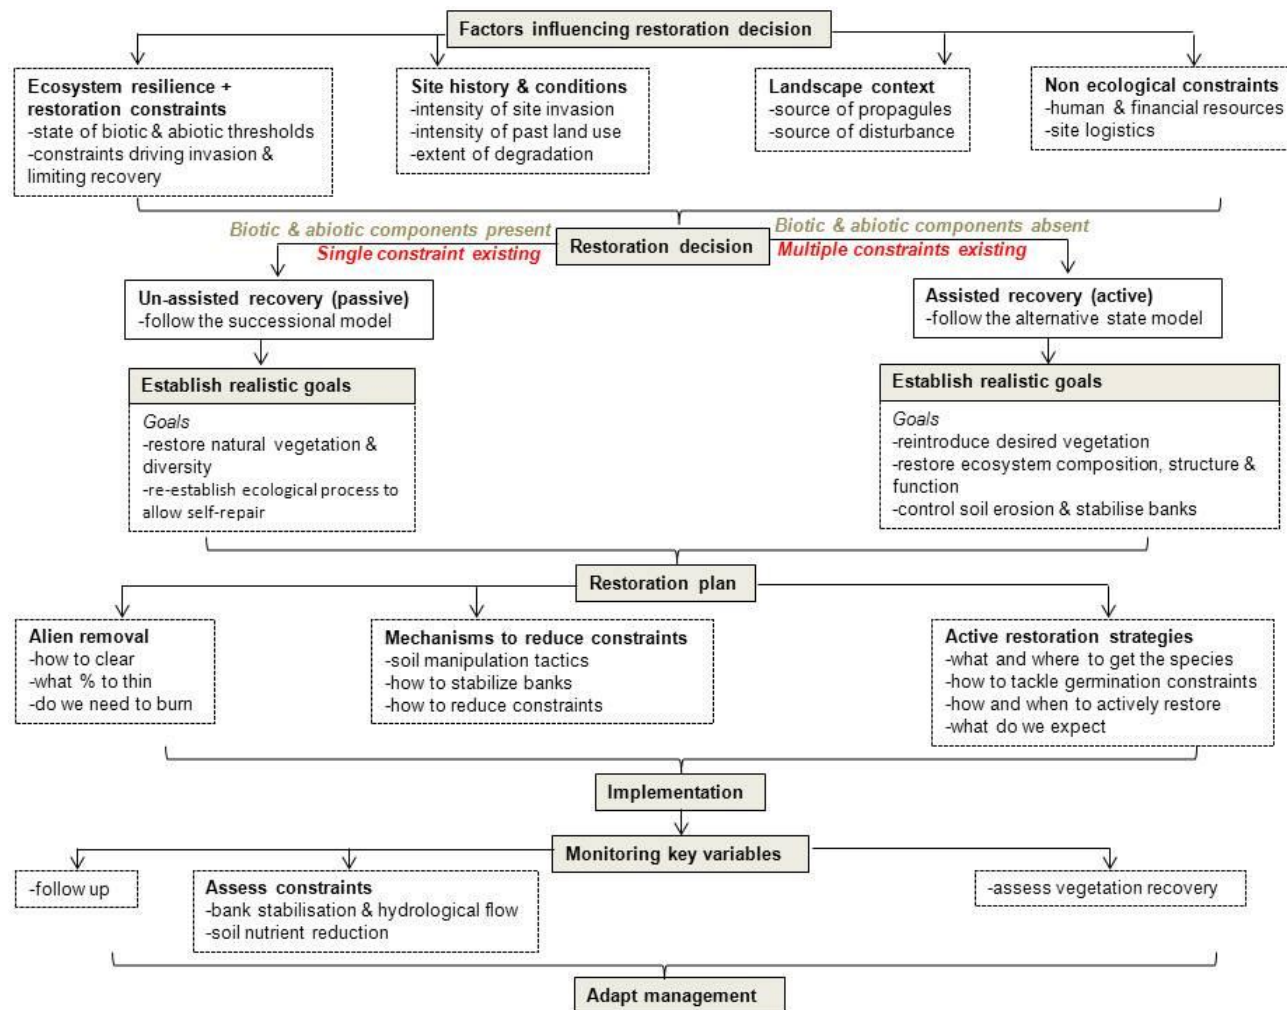 Factors influencing restoration decision
Ecosystem resilience +
restoration constraints
-state of biotic & abiotic thresholds
-constraints driving invasion &
limiting recovery
Site history & conditions
-intensity of site invasion
-intensity of past land use
-extent of degradation
Landscape context
-source of propagules
-source of disturbance
Non ecological constraints
-human & financial resources
-site logistics
Biotic & abiotic components present
Single constraint existing
Restoration decision
Biotic & abiotic components absent
Multiple constraints existing
Un-assisted recovery (passive)
-follow the successional model
Assisted recovery (active)
-follow the alternative state model
Establish realistic goals
Goals
-restore natural vegetation &
diversity
-re-establish ecological process to
allow self-repair
Establish realistic goals
Goals
-reintroduce desired vegetation
-restore ecosystem composition, structure &
function
-control soil erosion & stabilise banks
Restoration plan
Alien removal
-how to clear
-what % to thin
-do we need to burn
Mechanisms to reduce constraints
-soil manipulation tactics
-how to stabilize banks
-how to reduce constraints
Active restoration strategies
-what and where to get the species
-how to tackle germination constraints
-how and when to actively restore
-what do we expect
Implementation
Monitoring key variables
-follow up
Assess constraints
-bank stabilisation & hydrological flow
-soil nutrient reduction
-assess vegetation recovery
Adapt management